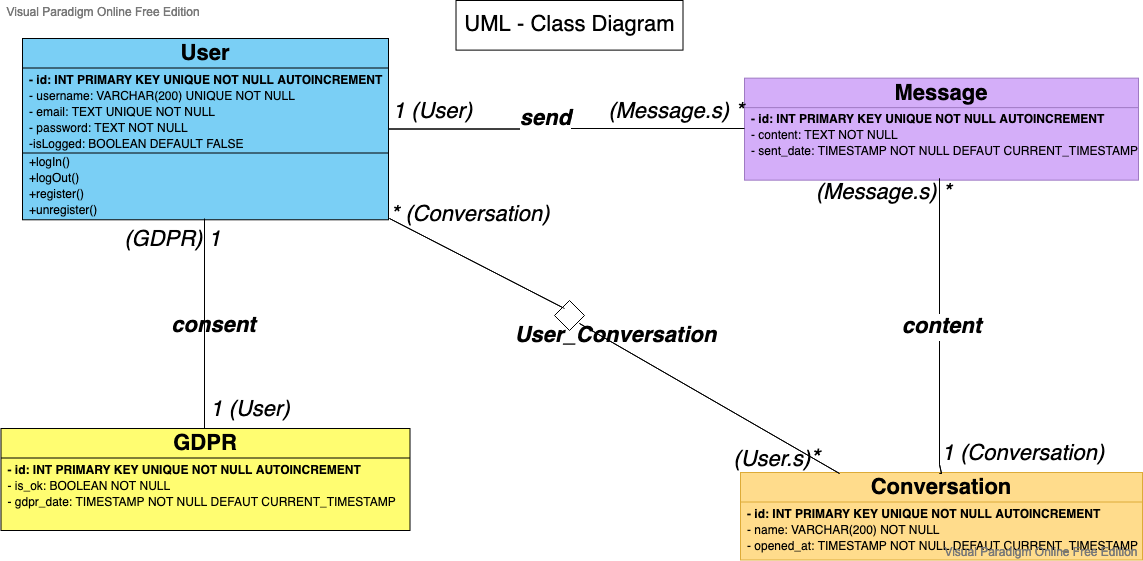 Visual Paradigm Online Free Edition
UML - Class Diagram
User
- id: INT PRIMARY KEY UNIQUE NOT NULL AUTOINCREMENT
- username: VARCHAR(200) UNIQUE NOT NULL
- email: TEXT UNIQUE NOT NULL
- password: TEXT NOT NULL
-isLogged: BOOLEAN DEFAULT FALSE
+logIn()
+logOut()
+register()
+unregister()
1 (User)
send
(Message.s) *
Message
- id: INT PRIMARY KEY UNIQUE NOT NULL AUTOINCREMENT
- content: TEXT NOT NULL
- sent_date: TIMESTAMP NOT NULL DEFAUT CURRENT_TIMESTAMP
(Message.s) *
* (Conversation)
(GDPR) 1
consent
User_Conversation
content
1 (User)
(User.s)*
1 (Conversation)
GDPR
- id: INT PRIMARY KEY UNIQUE NOT NULL AUTOINCREMENT
- is_ok: BOOLEAN NOT NULL
- gdpr_date: TIMESTAMP NOT NULL DEFAUT CURRENT_TIMESTAMP
Conversation
- id: INT PRIMARY KEY UNIQUE NOT NULL AUTOINCREMENT
- name: VARCHAR(200) NOT NULL
- opened_at: TIMESTAMP NOT NULL DEFAUT CURRENT_TIMESTAMP
Visual Paradigm Online Free Edition